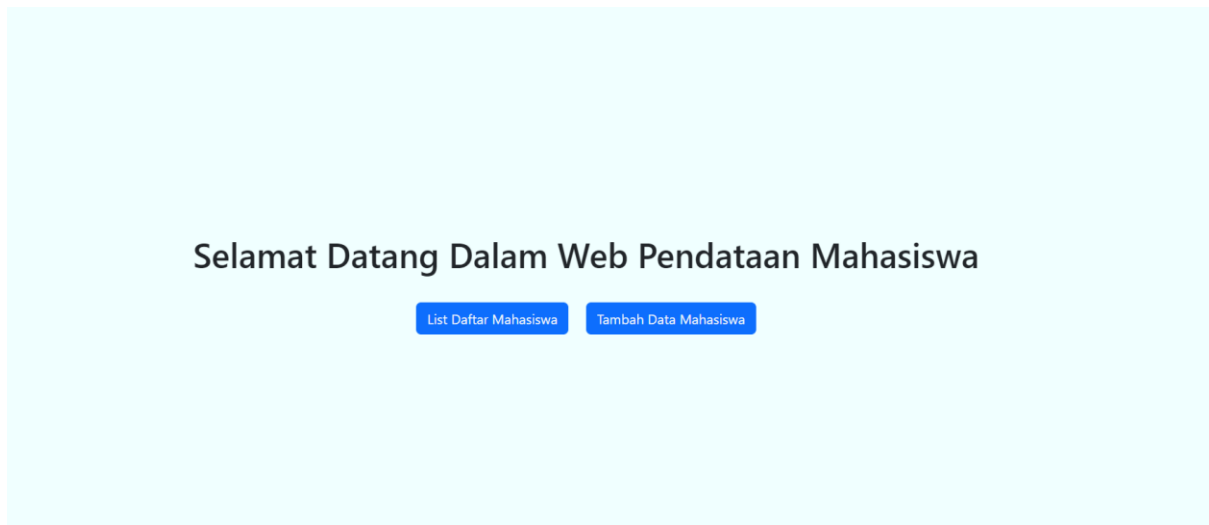 Selamat Datang Dalam Web Pendataan Mahasiswa
List Daftar Mahasiswa
Tambah Data Mahasiswa